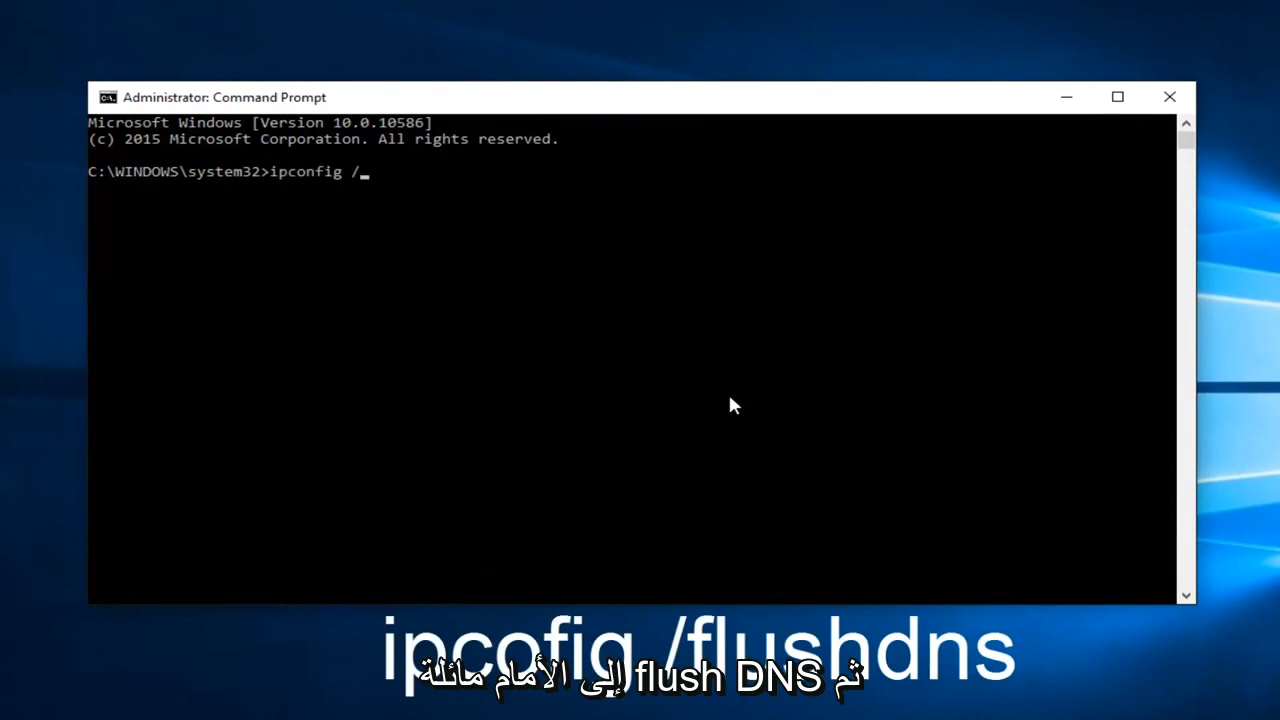 Administrator: Command Prompt
Microsoft Windows [Version 10.0.10586]
(c) 2015 Microsoft Corporation. All rights reserved.
C:\WINDOWS\system32>ipconfig /_
ipcofig /flushdns
ثم flush DNS إلى الأمام مائلة